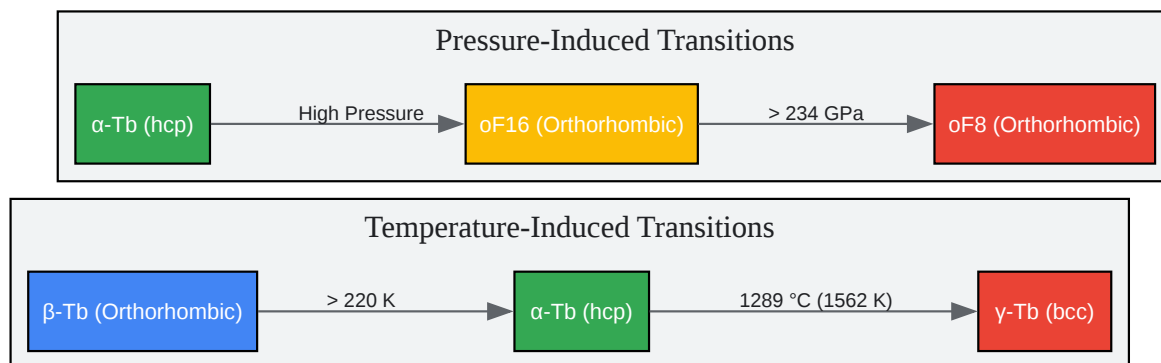 Pressure-Induced Transitions
α-Tb (hcp)
High Pressure
oF16 (Orthorhombic)
> 234 GPa
oF8 (Orthorhombic)
Temperature-Induced Transitions
β-Tb (Orthorhombic)
> 220 K
α-Tb (hcp)
1289 °C (1562 K)
γ-Tb (bcc)